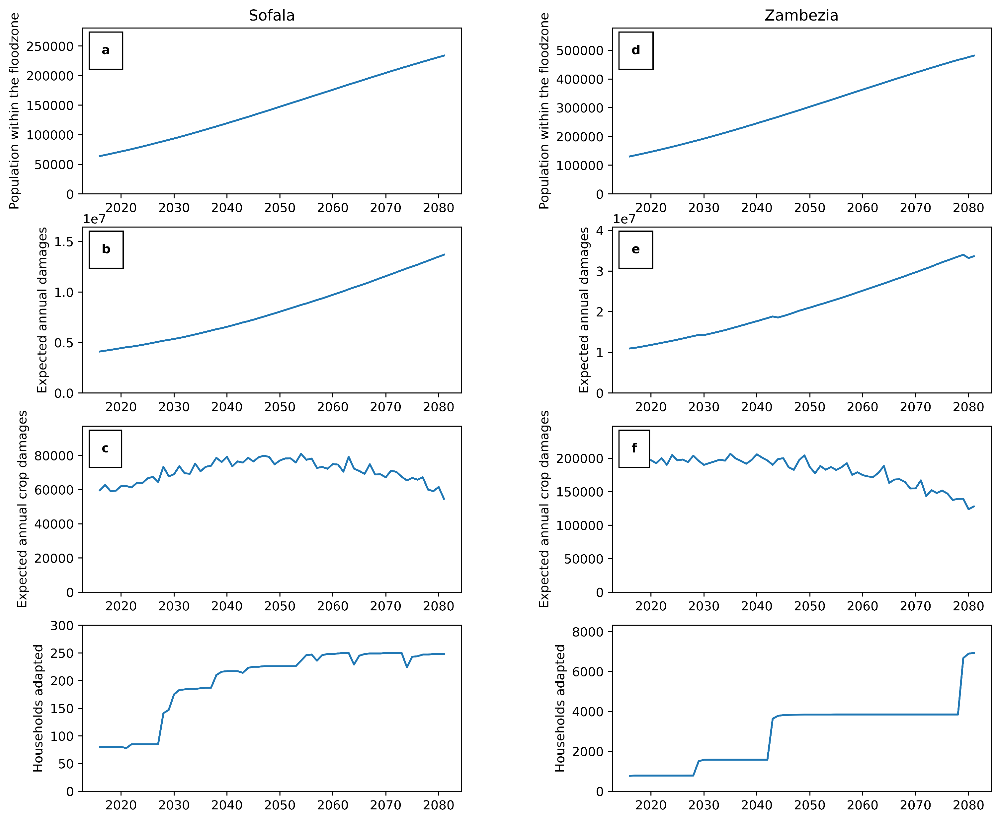 Sofala
Population within the floodzone
250000
200000
150000
100000
50000
0
a
2020 2030 2040 2050 2060 2070 2080
Zambezia
Population within the floodzone
500000
400000
300000
200000
100000
0
d
2020 2030 2040 2050 2060 2070 2080
1e7
Expected annual damages
1.5
1.0
0.5
0.0
b
2020 2030 2040 2050 2060 2070 2080
1e7
Expected annual damages
4
3
2
1
0
e
2020 2030 2040 2050 2060 2070 2080
Expected annual crop damages
80000
60000
40000
20000
0
c
2020 2030 2040 2050 2060 2070 2080
Expected annual crop damages
200000
150000
100000
50000
0
f
2020 2030 2040 2050 2060 2070 2080
Households adapted
300
250
200
150
100
50
0
2020 2030 2040 2050 2060 2070 2080
Households adapted
8000
6000
4000
2000
0
2020 2030 2040 2050 2060 2070 2080